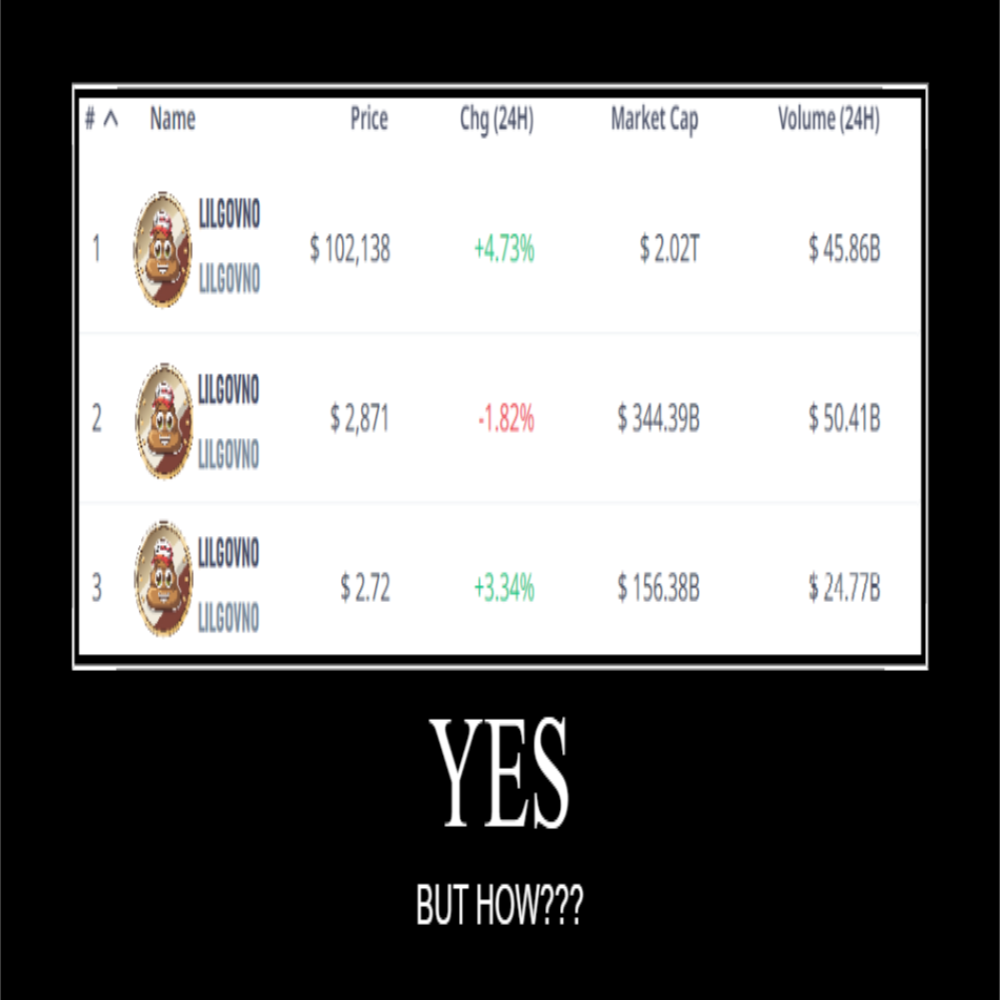 # ^ Name Price Chg (24H) Market Cap Volume (24H)
LILGOVNO
1 $ 102,138 +4.73% $ 2.02T $ 45.86B
LILGOVNO
LILGOVNO
2 $ 2,871 -1.82% $ 344.39B $ 50.41B
LILGOVNO
LILGOVNO
3 $ 2.72 +3.34% $ 156.38B $ 24.77B
LILGOVNO
YES
BUT HOW???